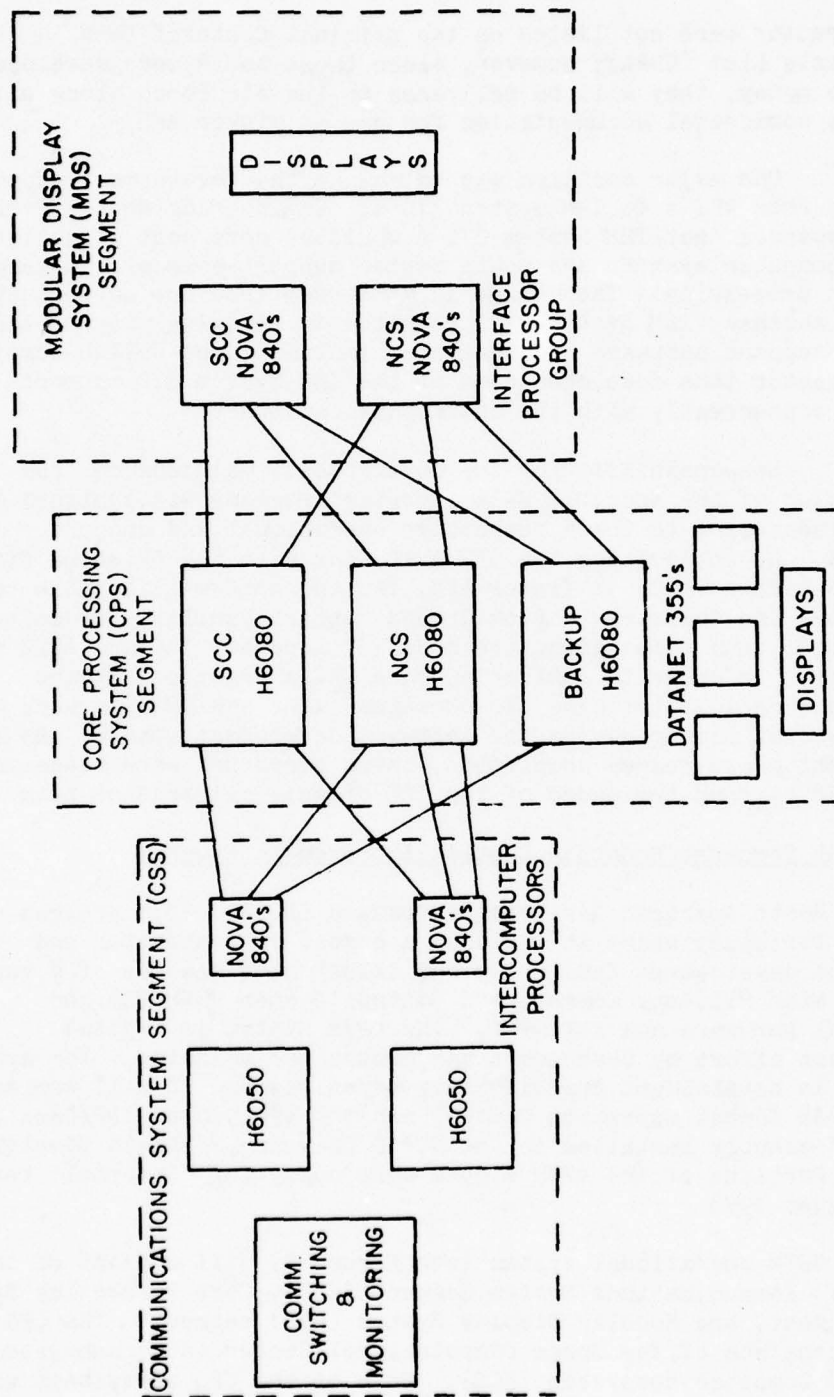 COMMUNICATIONS SYSTEM SEGMENT (CSS)
COMM
SWITCHING
&
MONITORING
H6050
H6050
NOVA
840's
NOVA
840's
INTERCOMPUTER
PROCESSORS
CORE PROCESSING
SYSTEM (CPS)
SEGMENT
SCC
H6080
NCS
H6080
BACKUP
H6080
DATANET 355's
DISPLAYS
MODULAR DISPLAY
SYSTEM (MDS)
SEGMENT
SCC
NOVA
840's
NCS
NOVA
840's
INTERFACE
PROCESSOR
GROUP
DISPLAYS